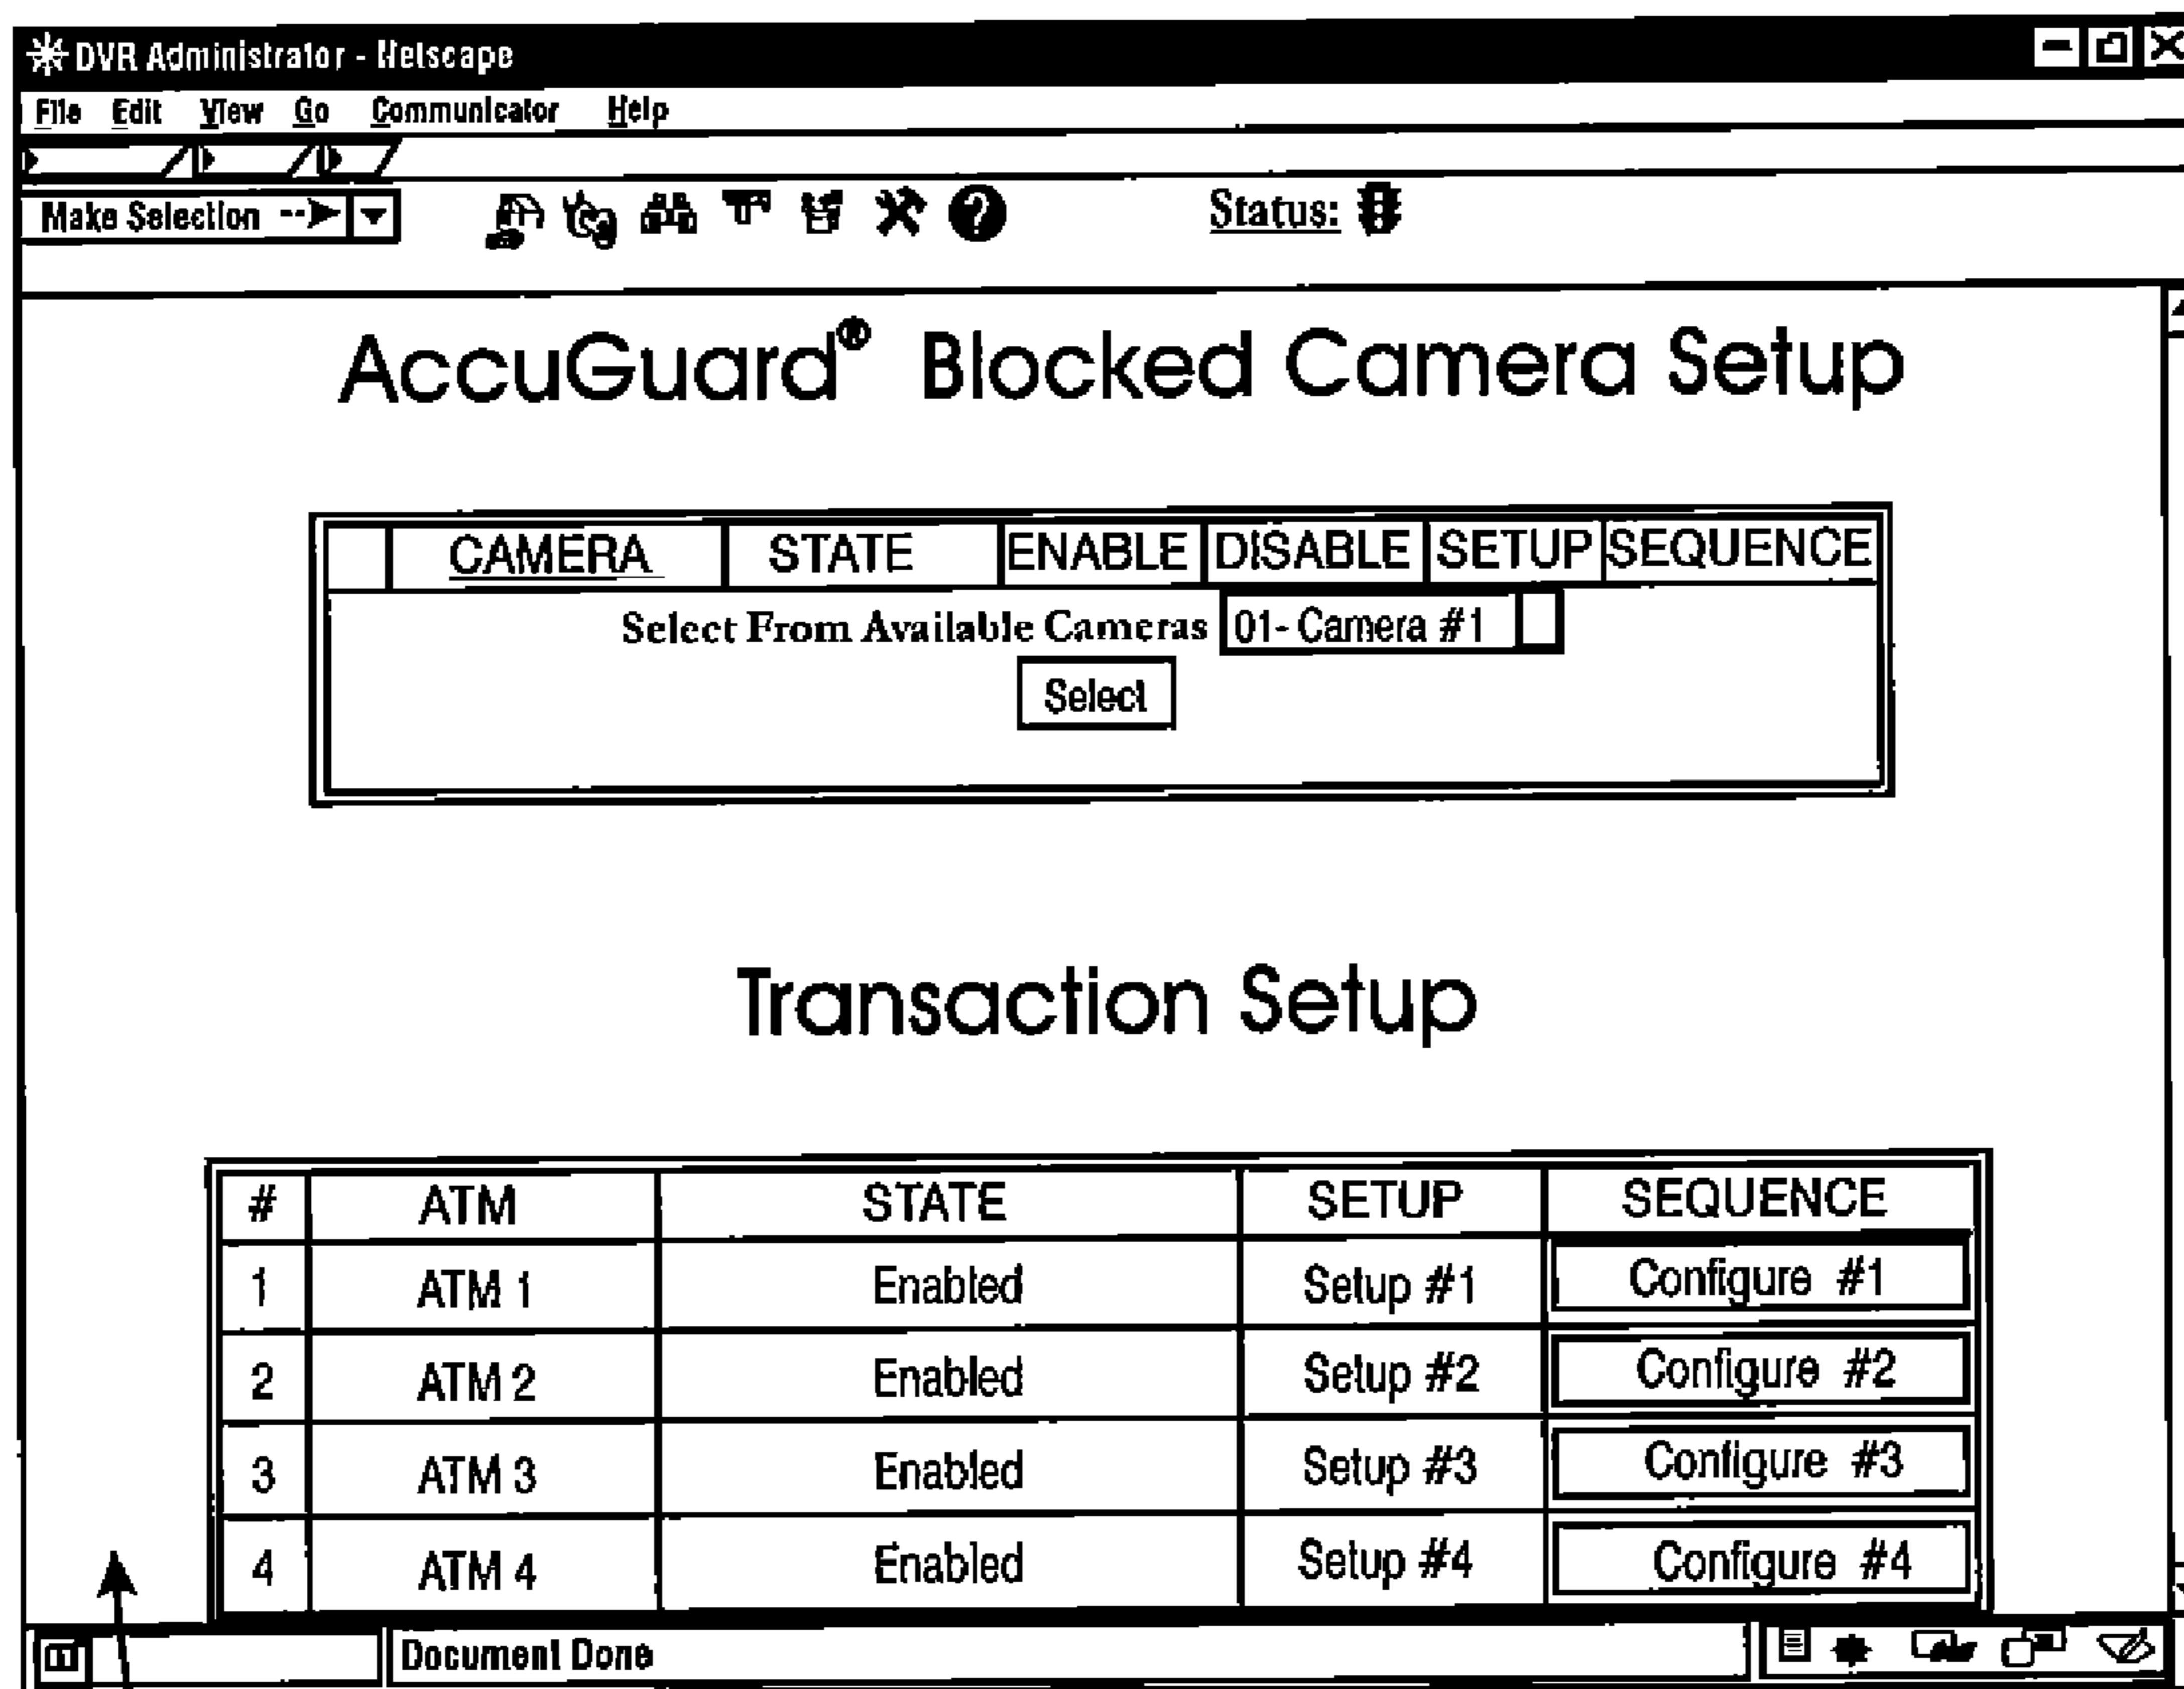 DVR Administrator - Netscape
File Edit View Go Communicator Help
Make Selection --> Status:
AccuGuard® Blocked Camera Setup
CAMERA STATE ENABLE DISABLE SETUP SEQUENCE
Select From Available Cameras 01- Camera #1
Select
Transaction Setup
# ATM STATE SETUP SEQUENCE
1 ATM 1 Enabled Setup #1 Configure #1
2 ATM 2 Enabled Setup #2 Configure #2
3 ATM 3 Enabled Setup #3 Configure #3
4 ATM 4 Enabled Setup #4 Configure #4
Document Done